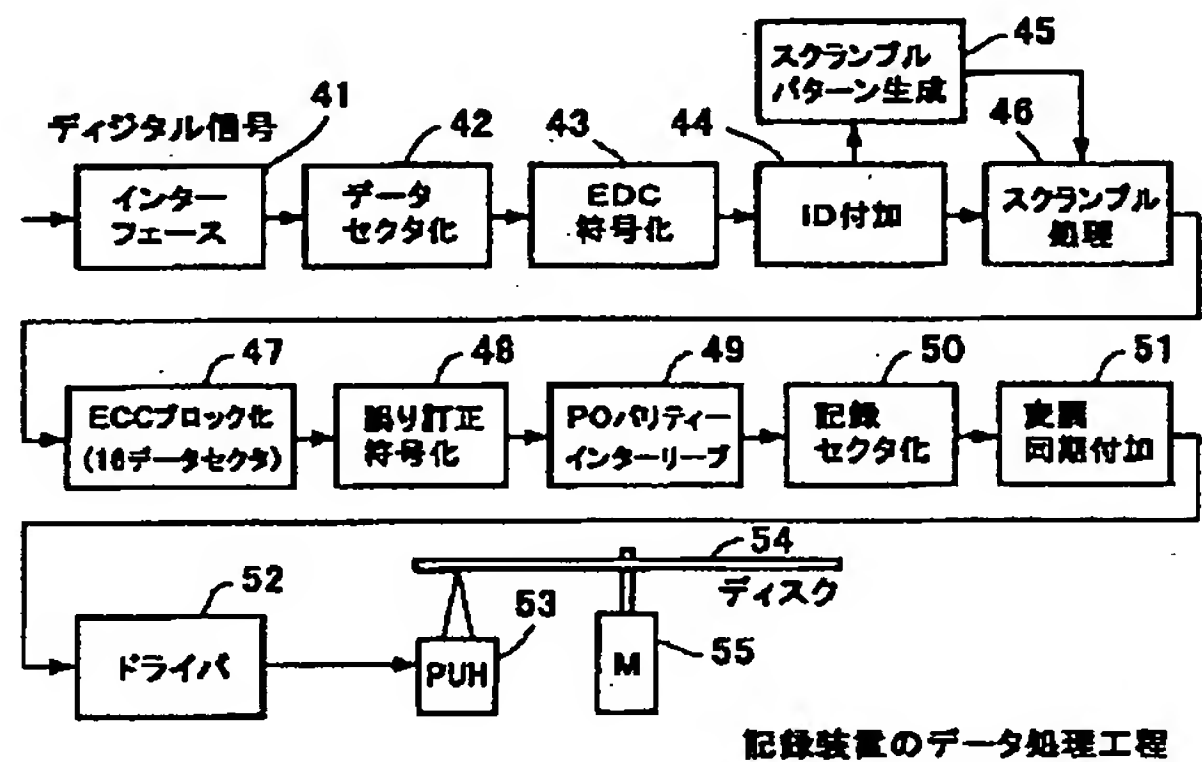 45
スクランブル
パターン生成
ディジタル信号
41
42
43
44
46
インター
フェース
データ
セクタ化
EDC
符号化
ID付加
スクランブル
処理
47
48
49
50
51
ECCブロック化
(16データセクタ)
誤り訂正
符号化
POパリティー
インターリーブ
記録
セクタ化
変調
同期付加
52
ドライバ
53
PUH
54
ディスク
M
55
記録装置のデータ処理工程